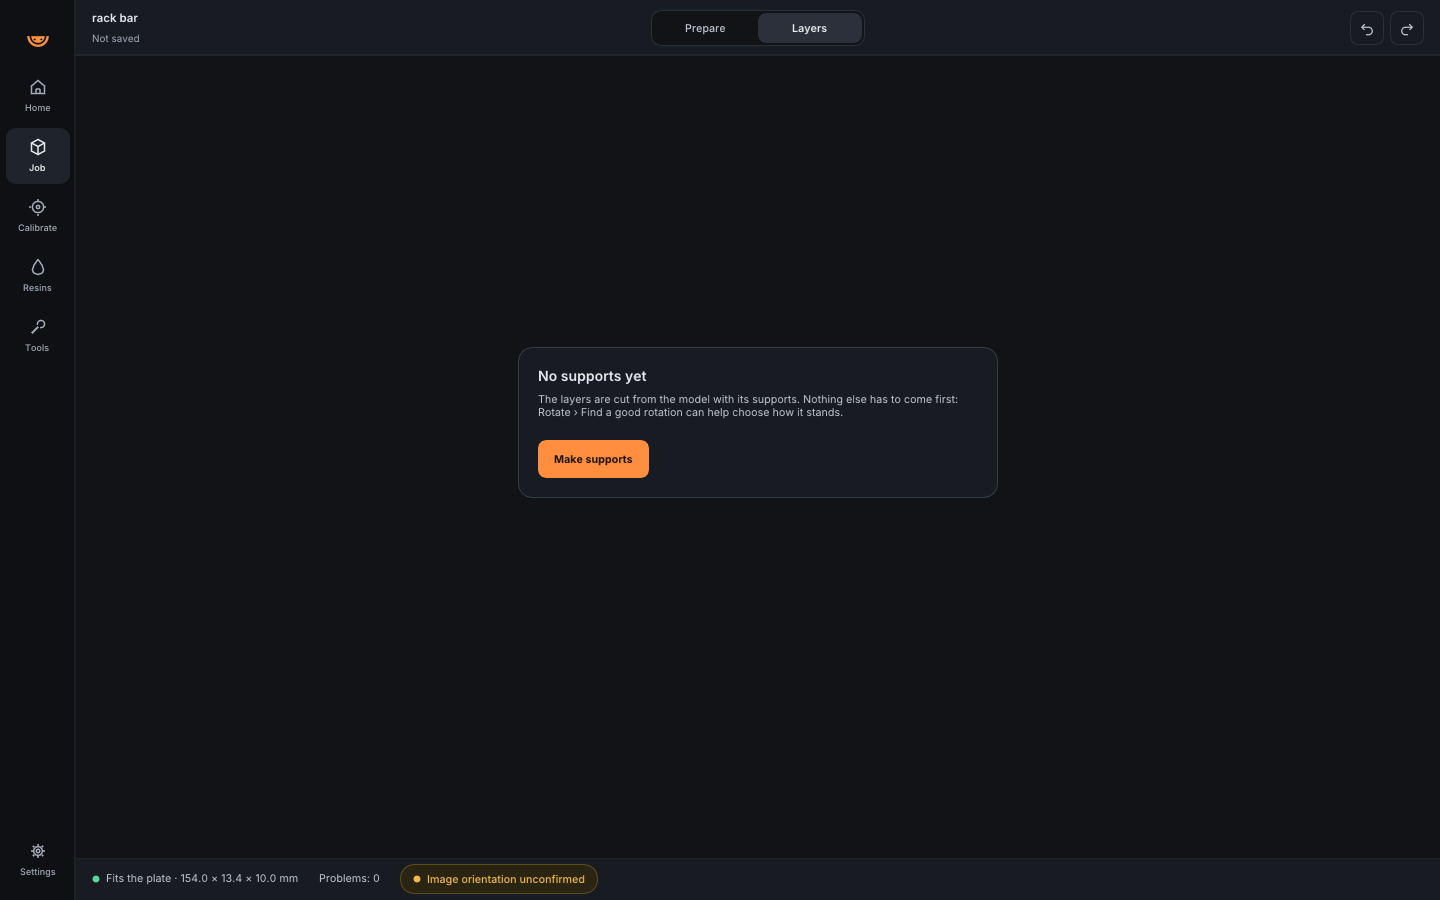 rack bar
Not saved
Prepare
Layers
Home
Job
Calibrate
Resins
Tools
Settings
No supports yet
The layers are cut from the model with its supports. Nothing else has to come first:
Rotate › Find a good rotation can help choose how it stands.
Make supports
Fits the plate · 154.0 × 13.4 × 10.0 mm
Problems: 0
Image orientation unconfirmed